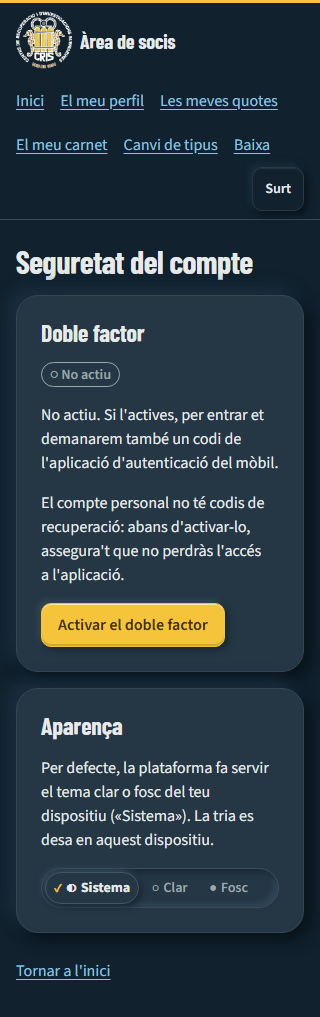 CRIS
Àrea de socis
Inici El meu perfil Les meves quotes
El meu carnet Canvi de tipus Baixa
Surt
Seguretat del compte
Doble factor
No actiu
No actiu. Si l'actives, per entrar et
demanarem també un codi de
l'aplicació d'autenticació del mòbil.
El compte personal no té codis de
recuperació: abans d'activar-lo,
assegura't que no perdràs l'accés
a l'aplicació.
Activar el doble factor
Aparença
Per defecte, la plataforma fa servir
el tema clar o fosc del teu
dispositiu («Sistema»). La tria es
desa en aquest dispositiu.
✓ ◐ Sistema ○ Clar ● Fosc
Tornar a l'inici